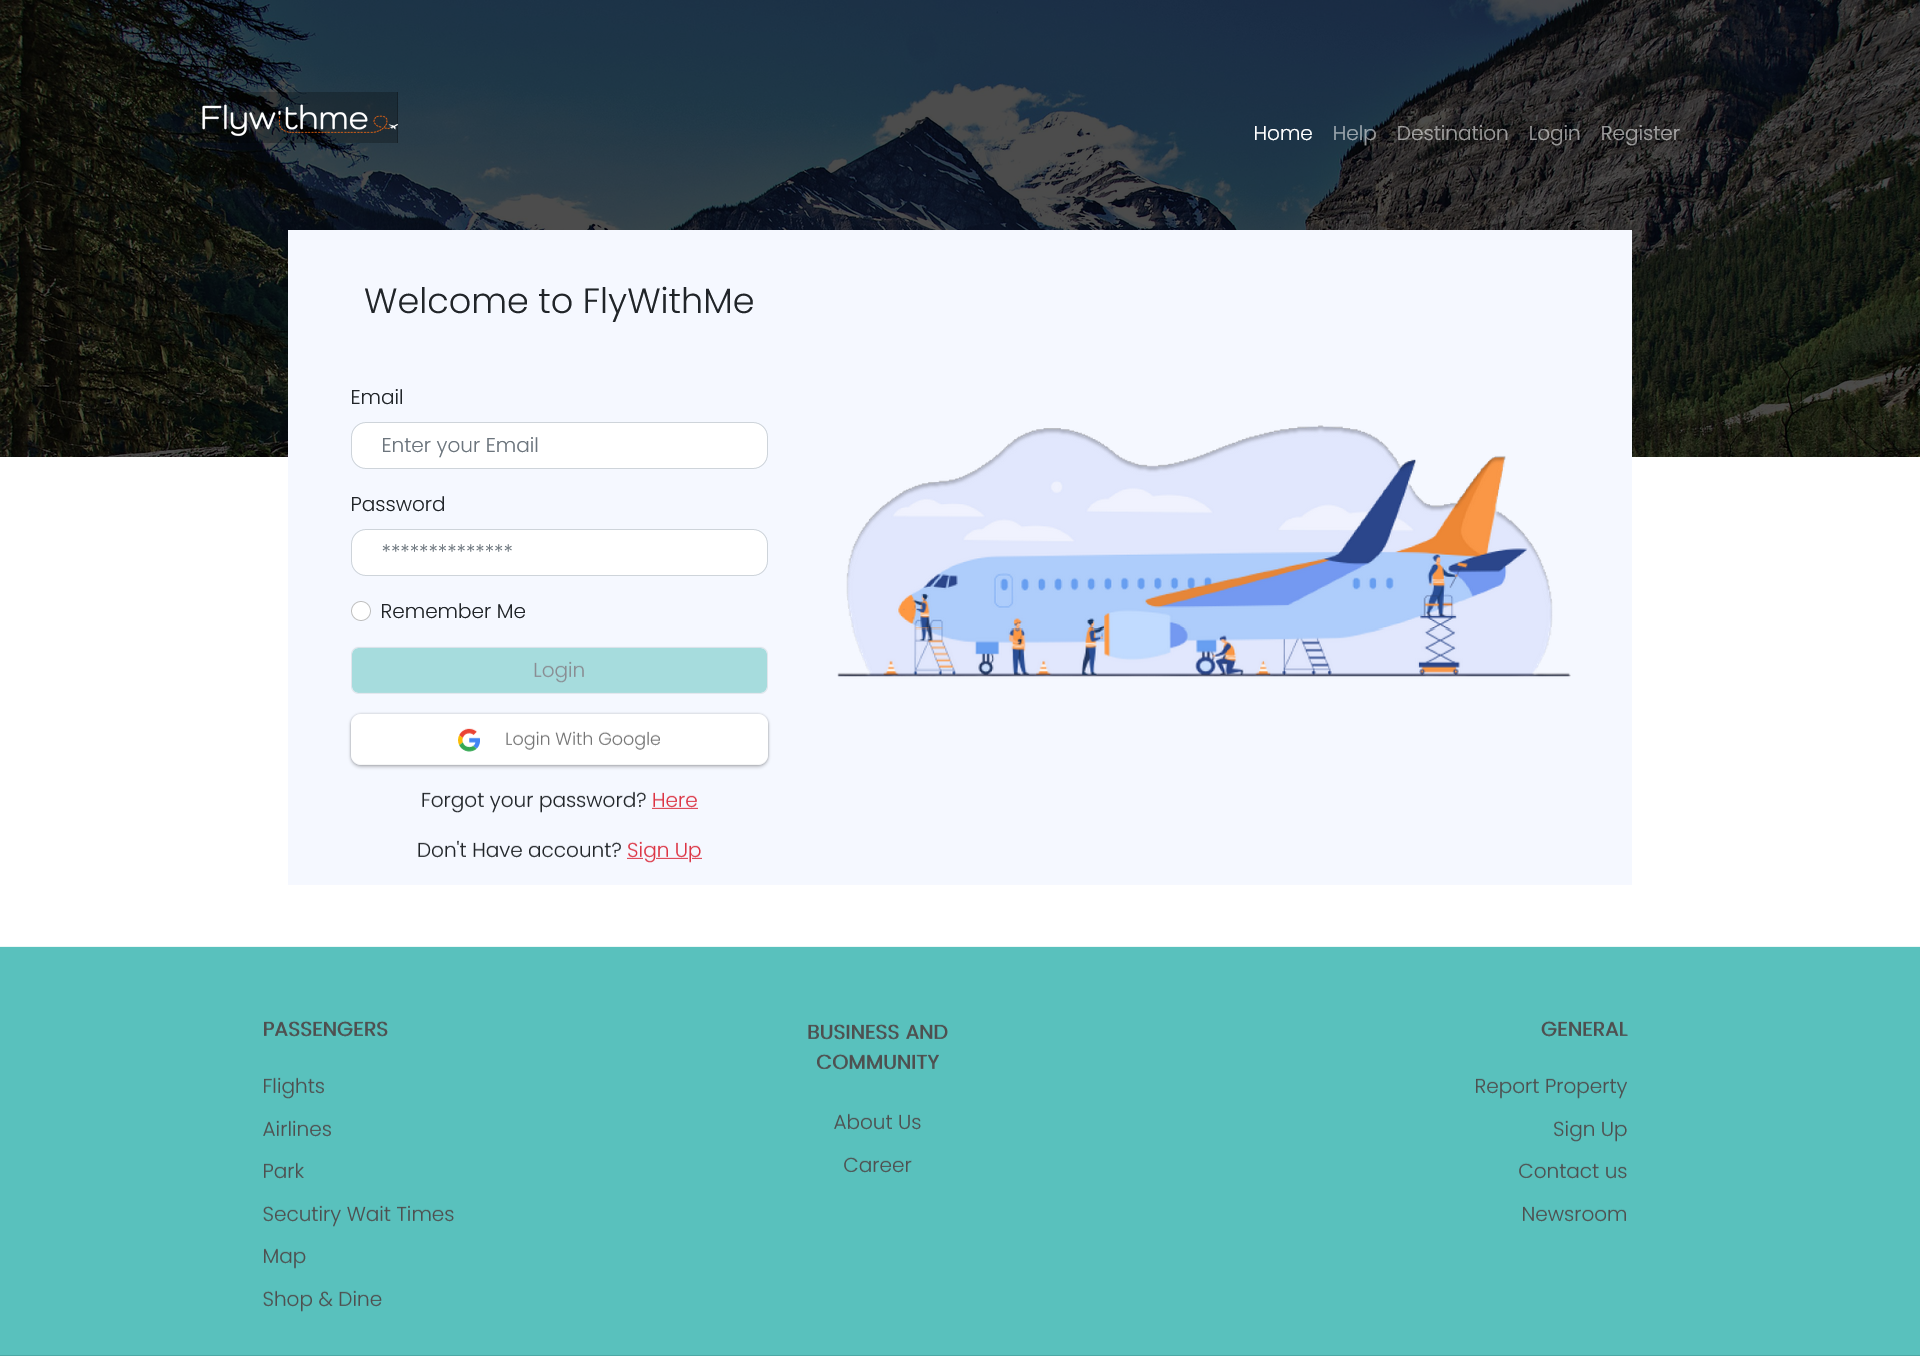 Flywithme
Home Help Destination Login Register
Welcome to FlyWithMe
Email
Enter your Email
Password
**************
Remember Me
Login
Login With Google
Forgot your password? Here
Don't Have account? Sign Up
PASSENGERS
Flights
Airlines
Park
Secutiry Wait Times
Map
Shop & Dine
BUSINESS AND
COMMUNITY
About Us
Career
GENERAL
Report Property
Sign Up
Contact us
Newsroom